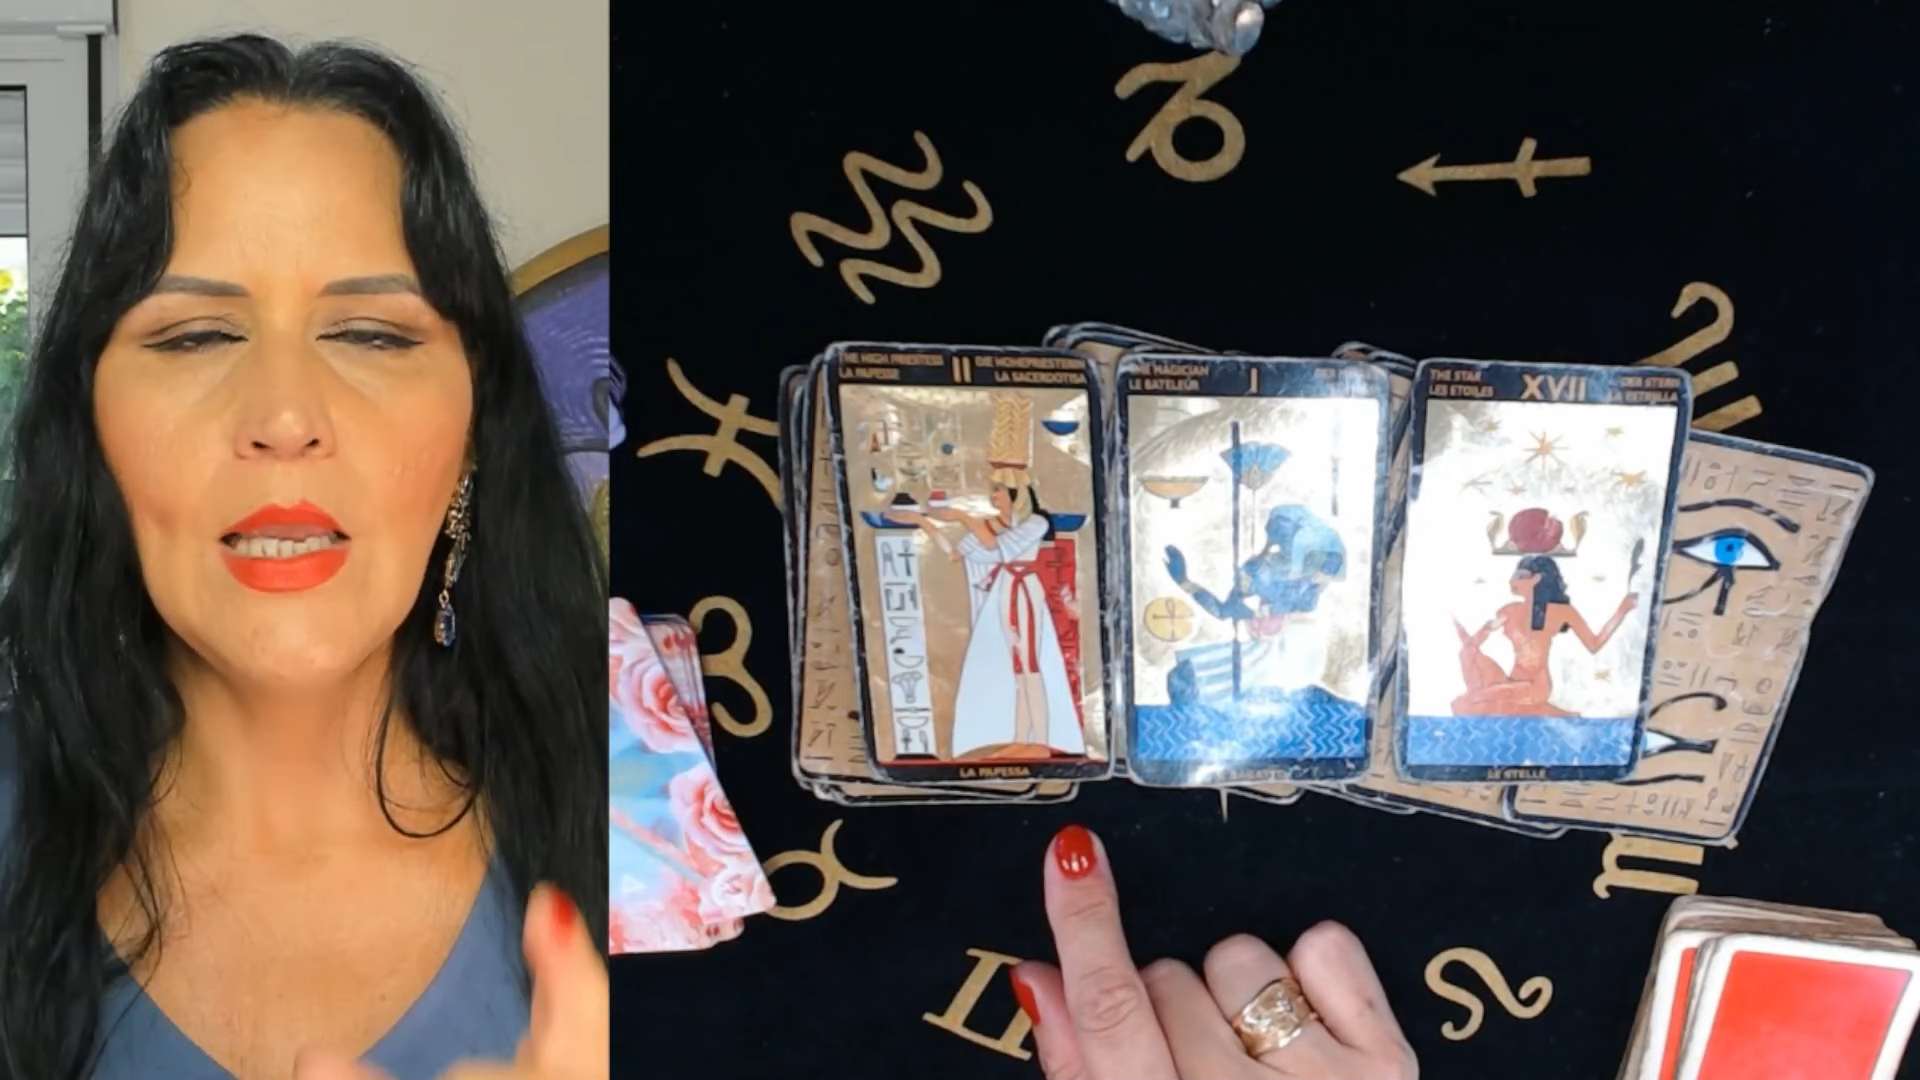 THE HIGH PRIESTESS
LA PAPESSE
II
DIE HOHEPRIESTERIN
LA SACERDOTISA
LA PAPESSA
THE MAGICIAN
LE BATELEUR
I
THE STAR
LES ETOILES
XVII
DER STERN
LA ESTRELLA
LE STELLE